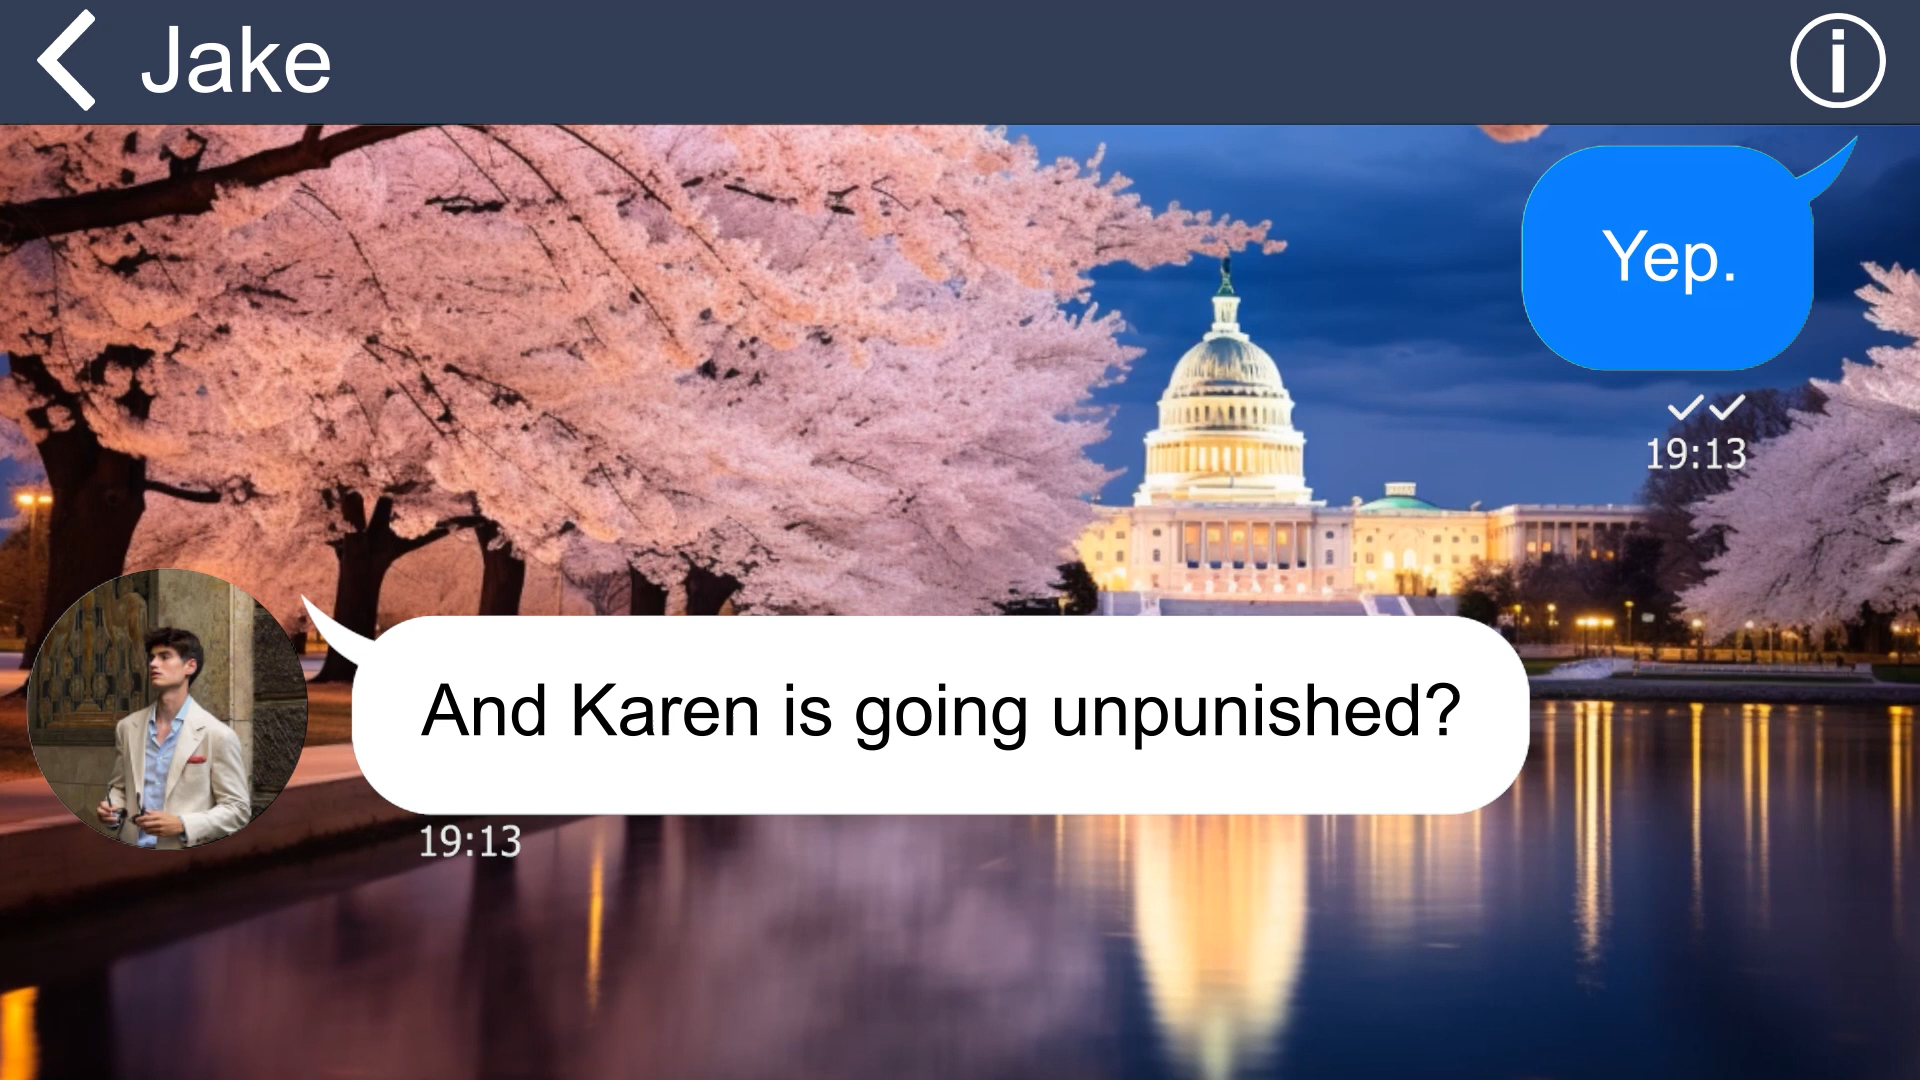 Jake
Yep.
19:13
And Karen is going unpunished?
19:13